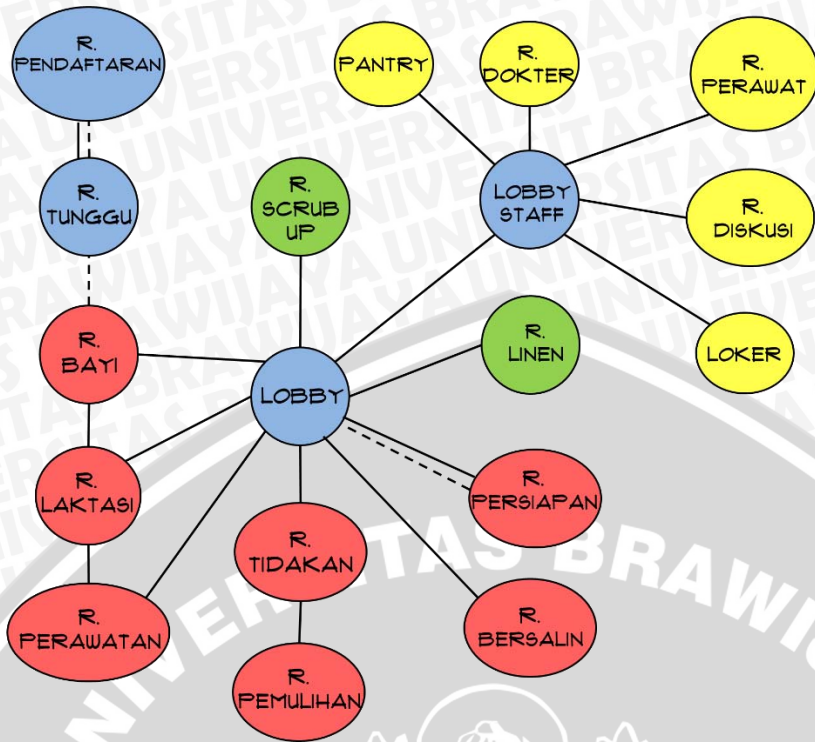 R.
PENDAFTARAN
PANTRY
R.
DOKTER
R.
PERAWAT
R.
TUNGGU
R.
SCRUB
UP
LOBBY
STAFF
R.
DISKUSI
R.
BAYI
R.
LINEN
LOKER
LOBBY
R.
LAKTASI
R.
PERSIAPAN
R.
TIDAKAN
R.
PERAWATAN
R.
BERSALIN
R.
PEMULIHAN